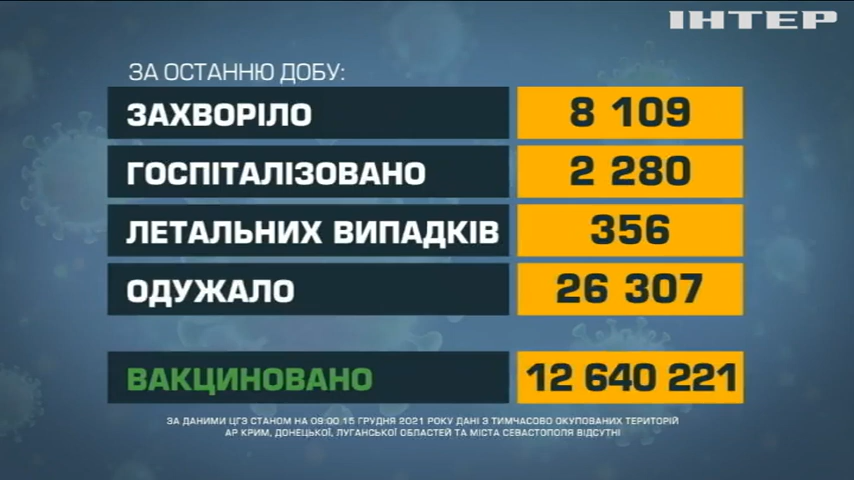 ІНТЕР
ЗА ОСТАННЮ ДОБУ:
ЗАХВОРІЛО 8 109
ГОСПІТАЛІЗОВАНО 2 280
ЛЕТАЛЬНИХ ВИПАДКІВ 356
ОДУЖАЛО 26 307
ВАКЦИНОВАНО 12 640 221
ЗА ДАНИМИ ЦГЗ СТАНОМ НА 09:00 15 ГРУДНЯ 2021 РОКУ ДАНІ З ТИМЧАСОВО ОКУПОВАНИХ ТЕРИТОРІЙ
АР КРИМ, ДОНЕЦЬКОЇ, ЛУГАНСЬКОЇ ОБЛАСТЕЙ ТА МІСТА СЕВАСТОПОЛЯ ВІДСУТНІ